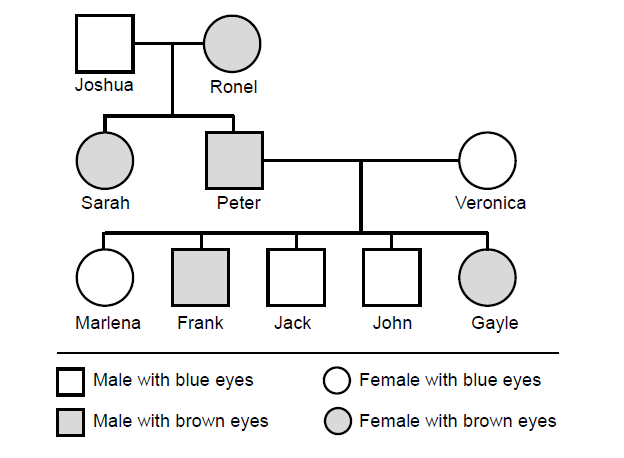 Joshua
Ronel
Sarah
Peter
Veronica
Marlena
Frank
Jack
John
Gayle
Male with blue eyes
Female with blue eyes
Male with brown eyes
Female with brown eyes